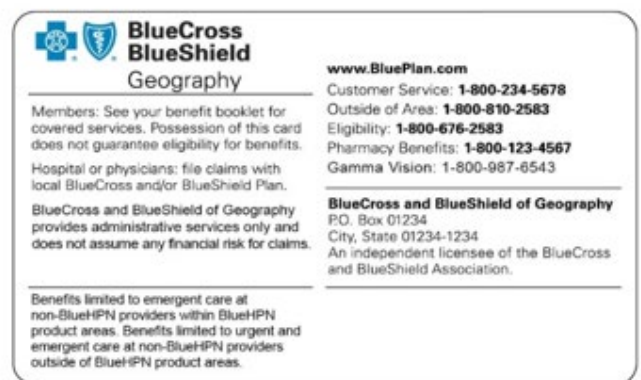 BlueCross
BlueShield
Geography
Members: See your benefit booklet for
covered services. Possession of this card
does not guarantee eligibility for benefits.
Hospital or physicians: file claims with
local BlueCross and/or BlueShield Plan.
BlueCross and BlueShield of Geography
provides administrative services only and
does not assume any financial risk for claims.
Benefits limited to emergent care at
non-BlueHPN providers within BlueHPN
product areas. Benefits limited to urgent and
emergent care at non-BlueHPN providers
outside of BlueHPN product areas.
www.BluePlan.com
Customer Service: 1-800-234-5678
Outside of Area: 1-800-810-2583
Eligibility: 1-800-676-2583
Pharmacy Benefits: 1-800-123-4567
Gamma Vision: 1-800-987-6543
BlueCross and BlueShield of Geography
P.O. Box 01234
City, State 01234-1234
An independent licensee of the BlueCross
and BlueShield Association.